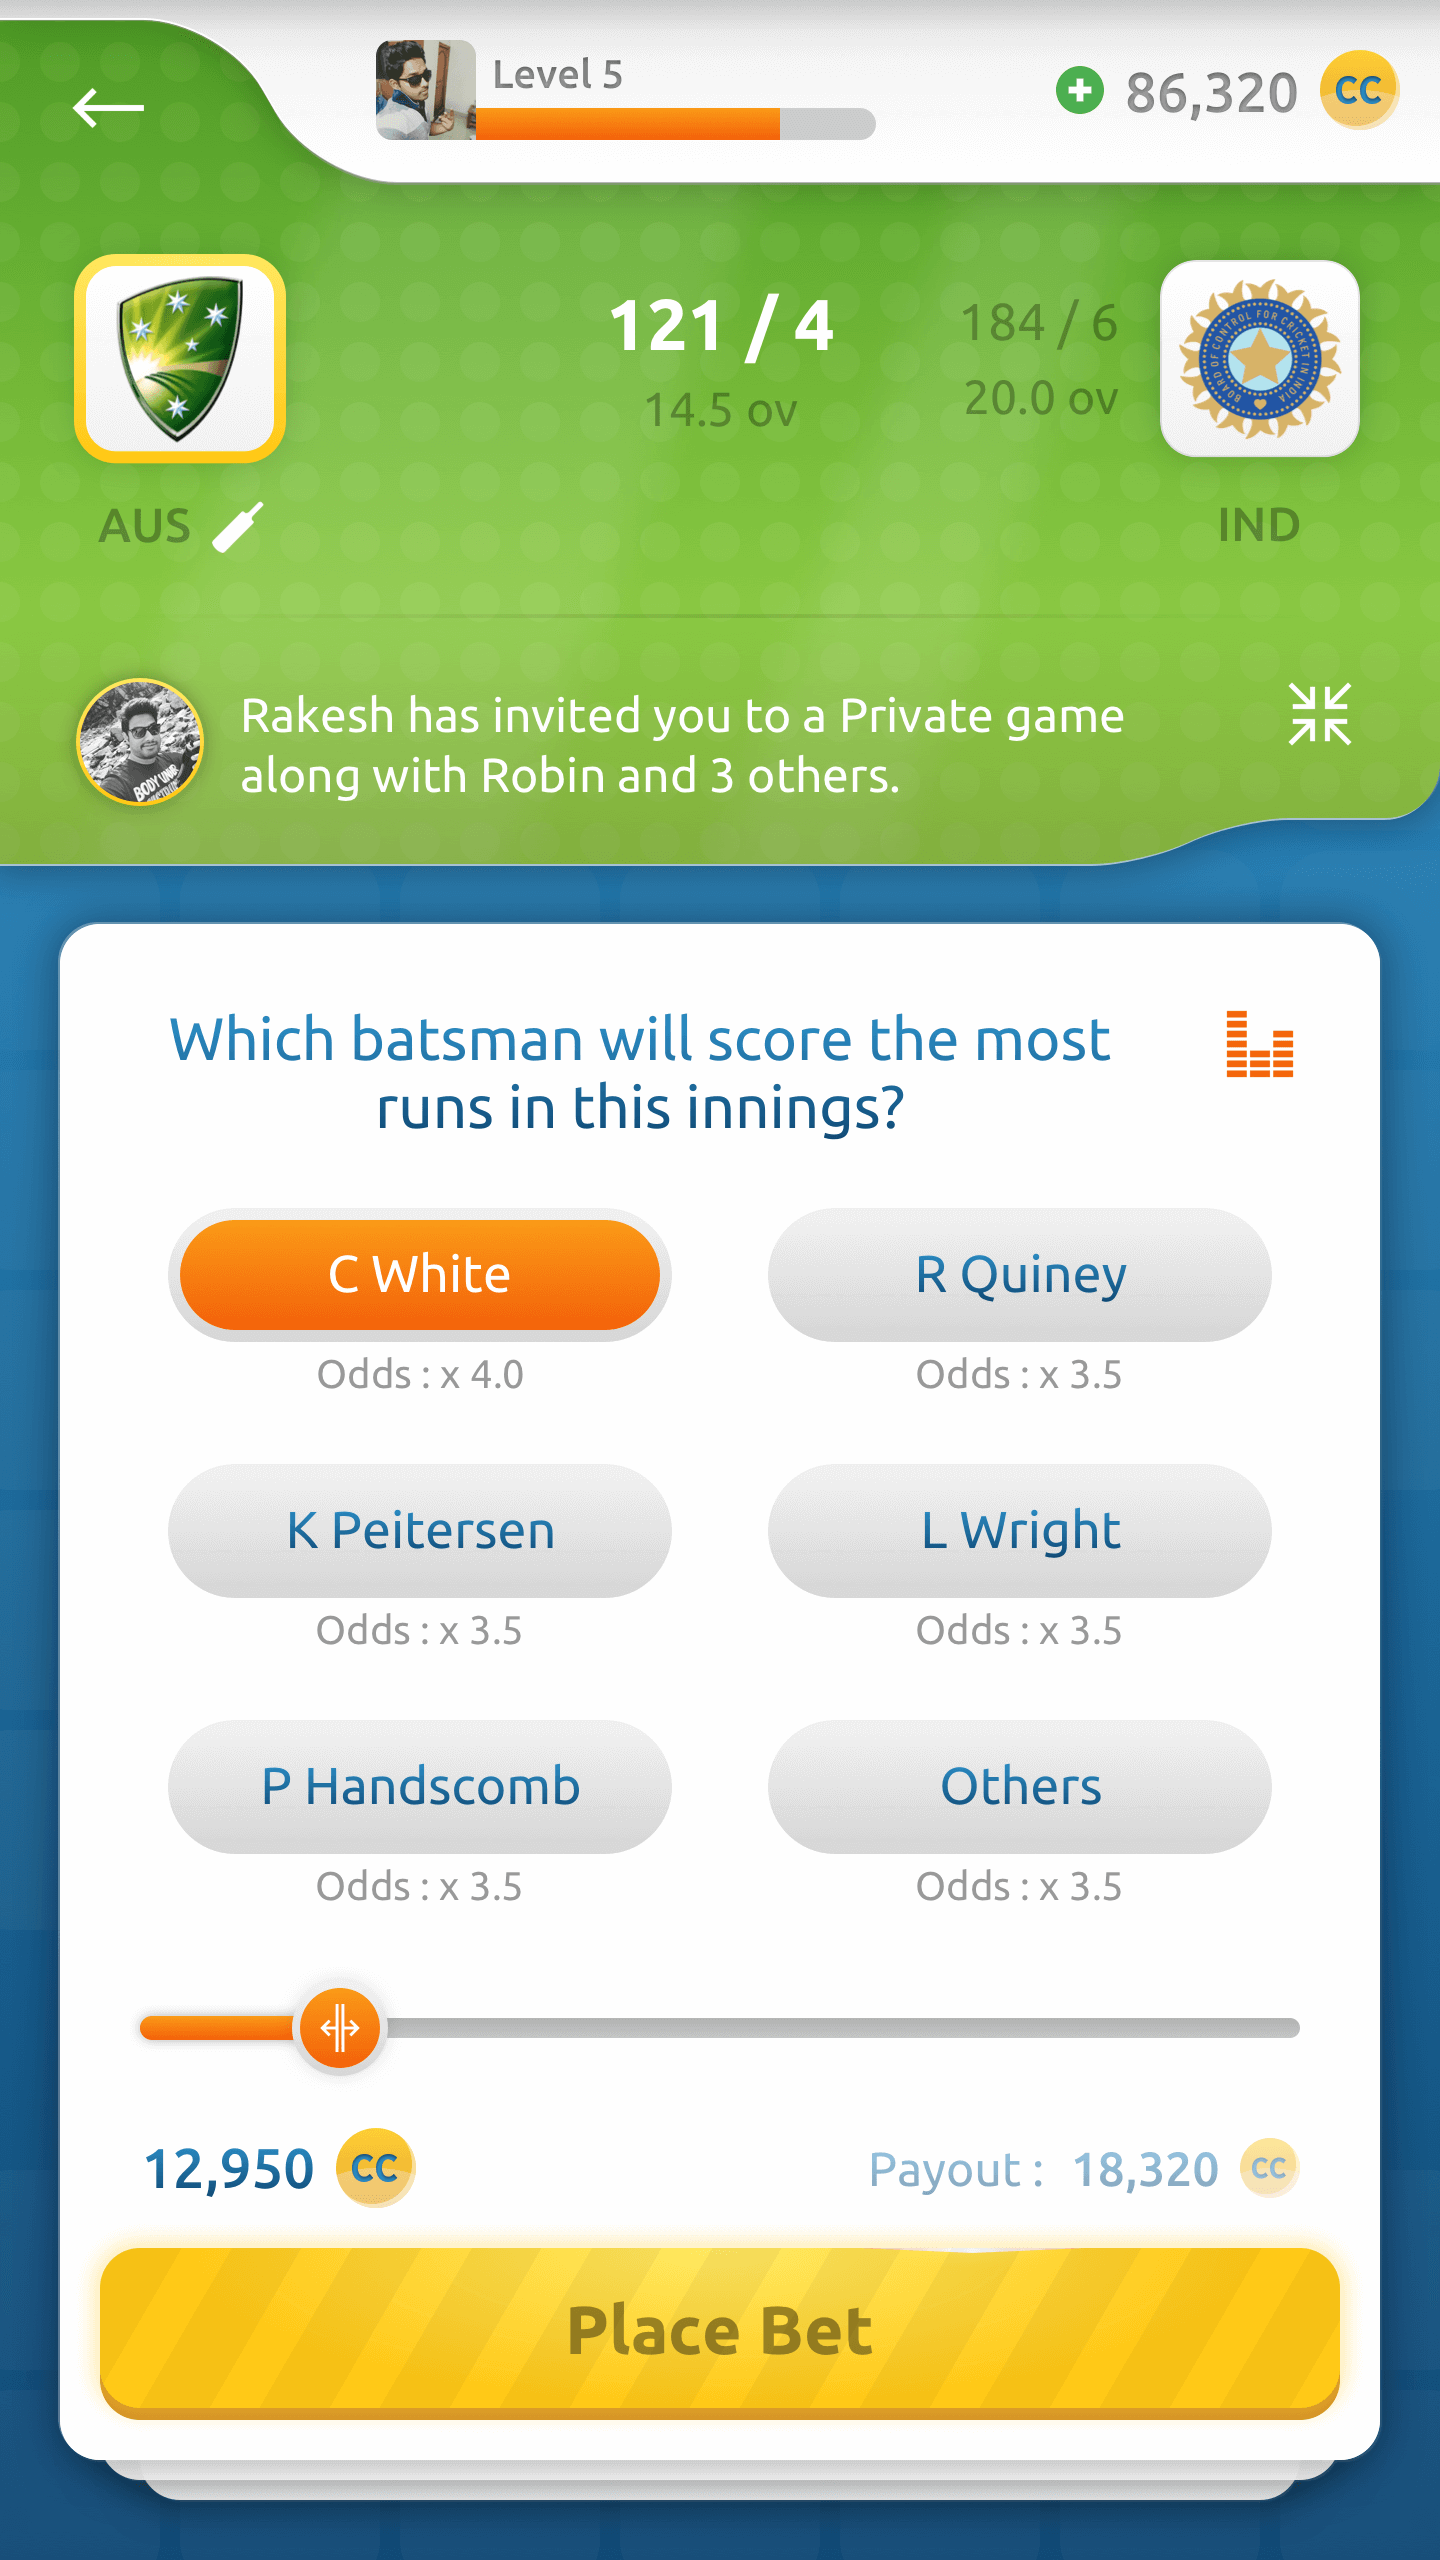 Level 5
86,320
CC
121 / 4
14.5 ov
184 / 6
20.0 ov
BOARD OF CONTROL FOR CRICKET IN INDIA
AUS
IND
Rakesh has invited you to a Private game
along with Robin and 3 others.
Which batsman will score the most
runs in this innings?
C White
Odds : x 4.0
R Quiney
Odds : x 3.5
K Peitersen
Odds : x 3.5
L Wright
Odds : x 3.5
P Handscomb
Odds : x 3.5
Others
Odds : x 3.5
12,950 CC
Payout : 18,320 CC
Place Bet